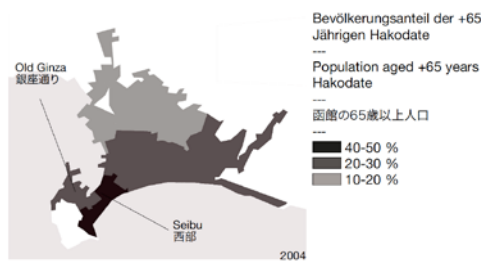 Bevölkerungsanteil der +65
Jährigen Hakodate
---
Population aged +65 years
Hakodate
---
函館の65歳以上人口
---
40-50 %
20-30 %
10-20 %
Old Ginza
銀座通り
Seibu
西部
2004